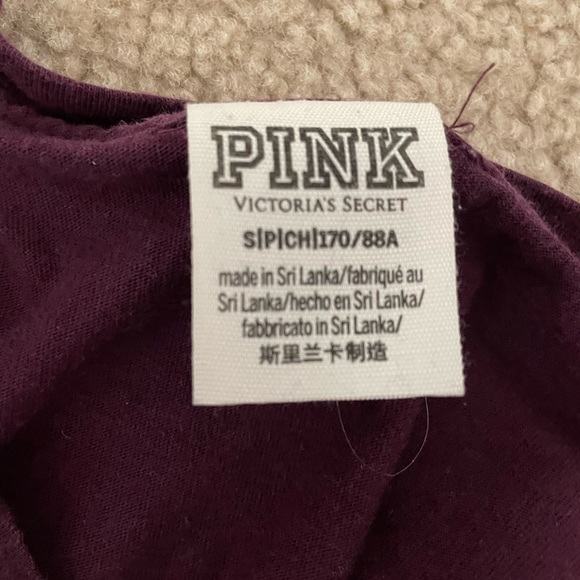 PINK
VICTORIA'S SECRET
S|P|CH|170/88A
made in Sri Lanka/fabriqué au
Sri Lanka/hecho en Sri Lanka/
fabbricato in Sri Lanka/
斯里兰卡制造